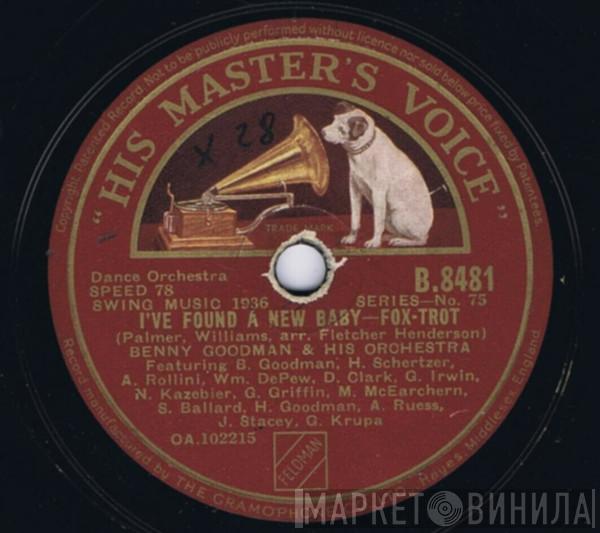 Copyright. Patented Record. Not to be publicly performed without licence nor sold below price fixed by Patentees.
"HIS MASTER'S VOICE"
X 28
TRADE MARK
Dance Orchestra
SPEED 78
B.8481
SWING MUSIC 1936 SERIES—No. 75
I'VE FOUND A NEW BABY—FOX-TROT
(Palmer, Williams, arr. Fletcher Henderson)
BENNY GOODMAN & HIS ORCHESTRA
Featuring B. Goodman, H. Schertzer,
A. Rollini, Wm. DePew, D. Clark, G. Irwin,
N. Kazebier, G. Griffin, M. McEarchern,
S. Ballard, H. Goodman, A. Ruess,
J. Stacey, G. Krupa
OA.102215
FELDMAN
Record manufactured by THE GRAMOPHONE Hayes, Middlesex, England.
МАРКЕТ ВИНИЛА